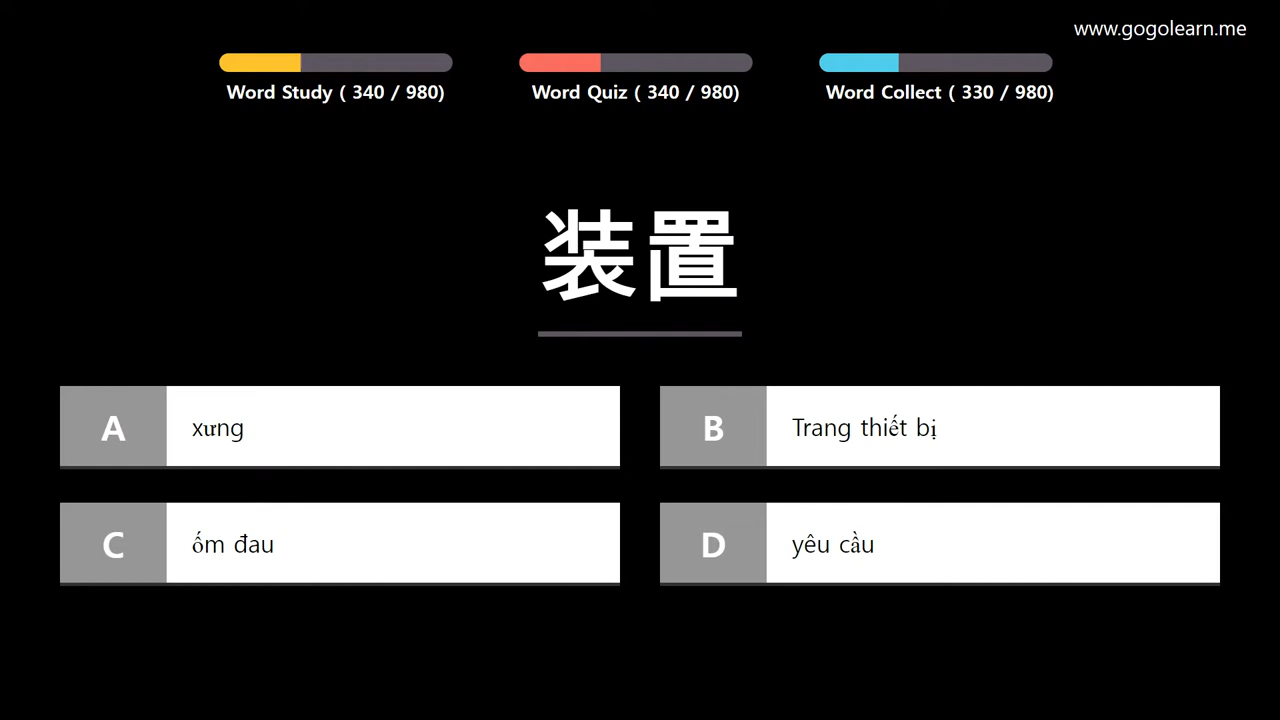 www.gogolearn.me
Word Study ( 340 / 980)
Word Quiz ( 340 / 980)
Word Collect ( 330 / 980)
装置
A xưng
B Trang thiết bị
C ốm đau
D yêu cầu